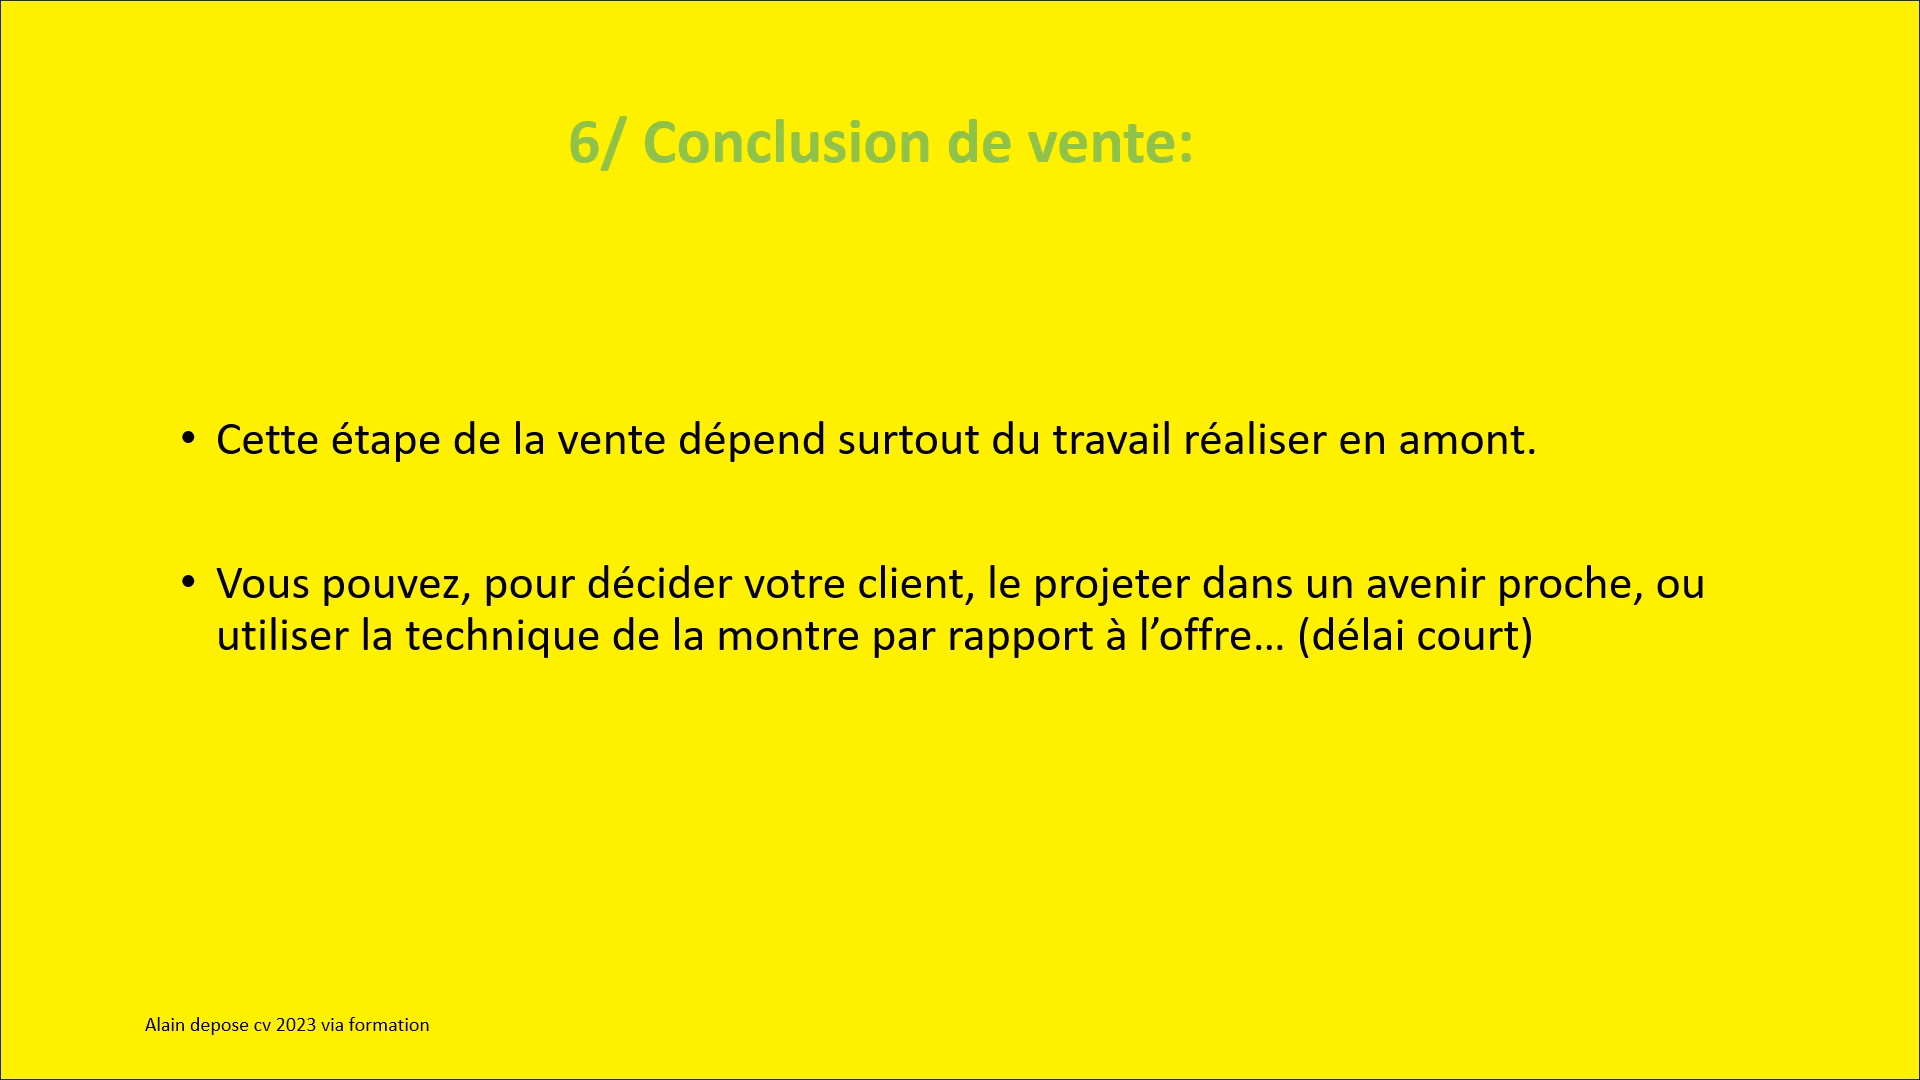 6/ Conclusion de vente:
• Cette étape de la vente dépend surtout du travail réaliser en amont.
• Vous pouvez, pour décider votre client, le projeter dans un avenir proche, ou
utiliser la technique de la montre par rapport à l’offre… (délai court)
Alain depose cv 2023 via formation